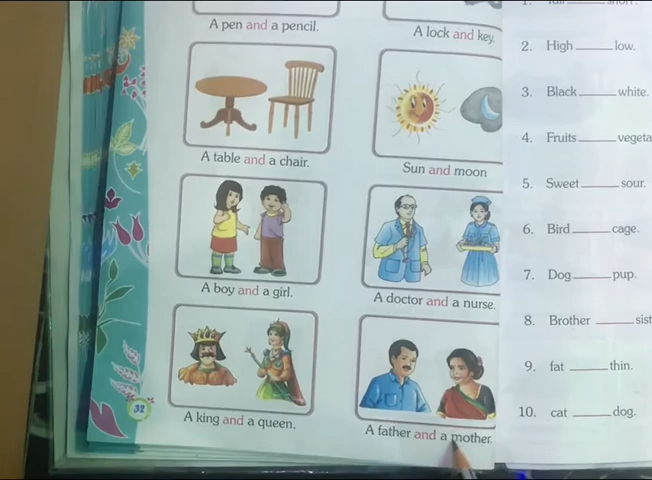 A pen and a pencil.
A lock and key.
A table and a chair.
Sun and moon
A boy and a girl.
A doctor and a nurse.
A king and a queen.
A father and a mother.
32
2. High ______ low.
3. Black ______ white.
4. Fruits ______ vegeta
5. Sweet ______ sour.
6. Bird ______ cage.
7. Dog ______ pup.
8. Brother ______ sist
9. fat ______ thin.
10. cat ______ dog.